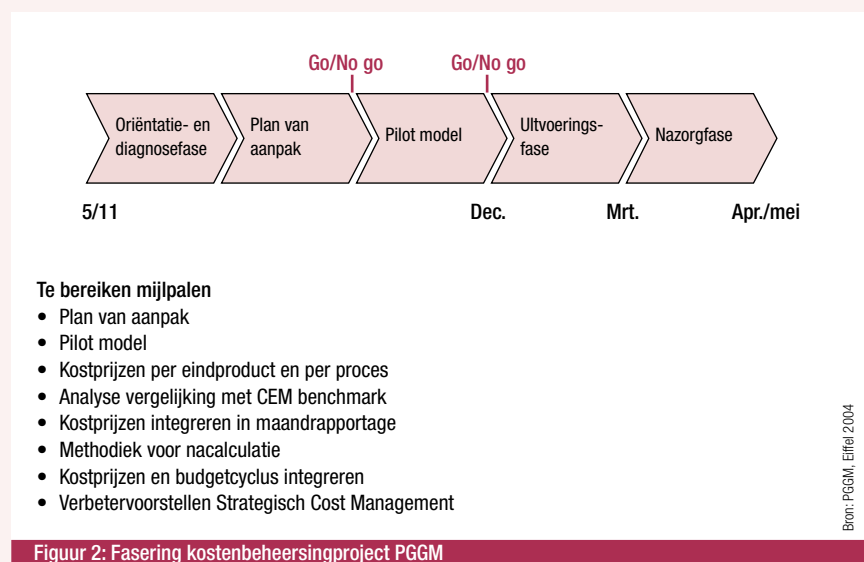 Go/No go
Go/No go
Oriëntatie- en
diagnosefase
Plan van
aanpak
Pilot model
UItvoerings-
fase
Nazorgfase
5/11
Dec.
Mrt.
Apr./mei
Te bereiken mijlpalen
• Plan van aanpak
• Pilot model
• Kostprijzen per eindproduct en per proces
• Analyse vergelijking met CEM benchmark
• Kostprijzen integreren in maandrapportage
• Methodiek voor nacalculatie
• Kostprijzen en budgetcyclus integreren
• Verbetervoorstellen Strategisch Cost Management
Bron: PGGM, Eiffel 2004
Figuur 2: Fasering kostenbeheersingproject PGGM